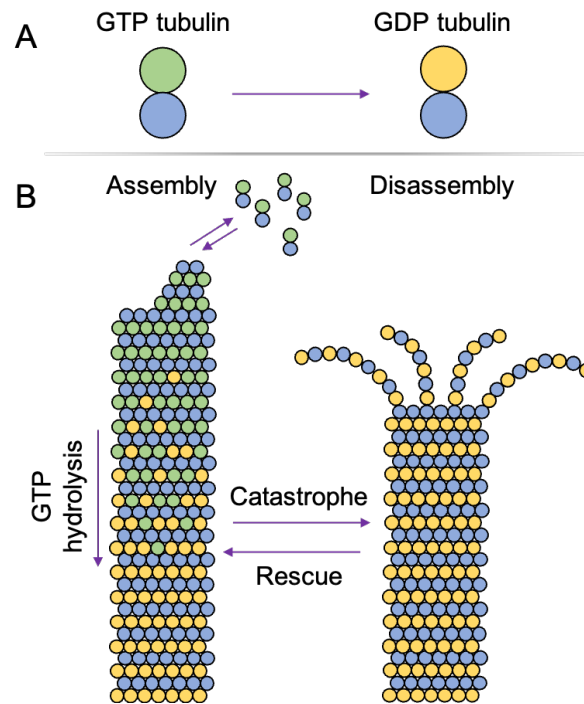 A
GTP tubulin
GDP tubulin
B
Assembly
Disassembly
GTP
hydrolysis
Catastrophe
Rescue